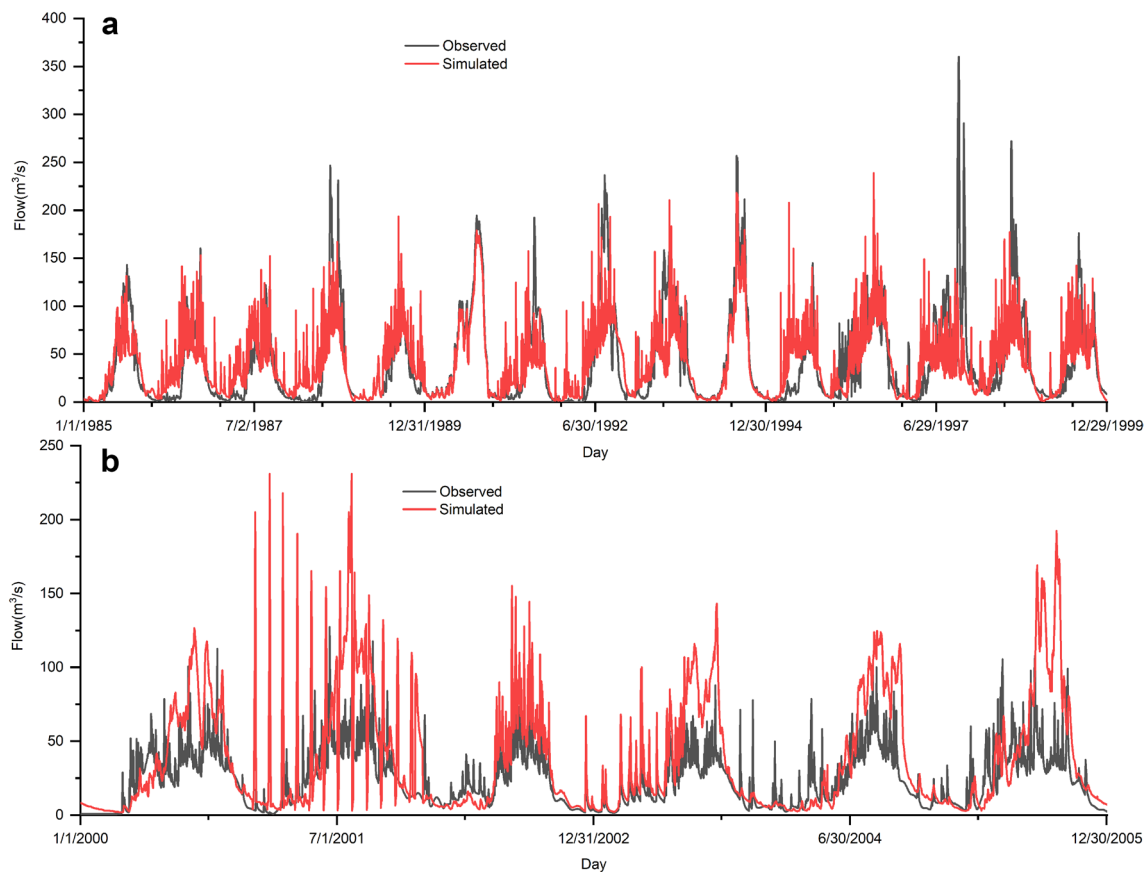 a
400
350
300
250
200
150
100
50
0
Flow(m³/s)
Observed
Simulated
1/1/1985 7/2/1987 12/31/1989 6/30/1992 12/30/1994 6/29/1997 12/29/1999
Day
b
250
200
150
100
50
0
Flow(m³/s)
Observed
Simulated
1/1/2000 7/1/2001 12/31/2002 6/30/2004 12/30/2005
Day